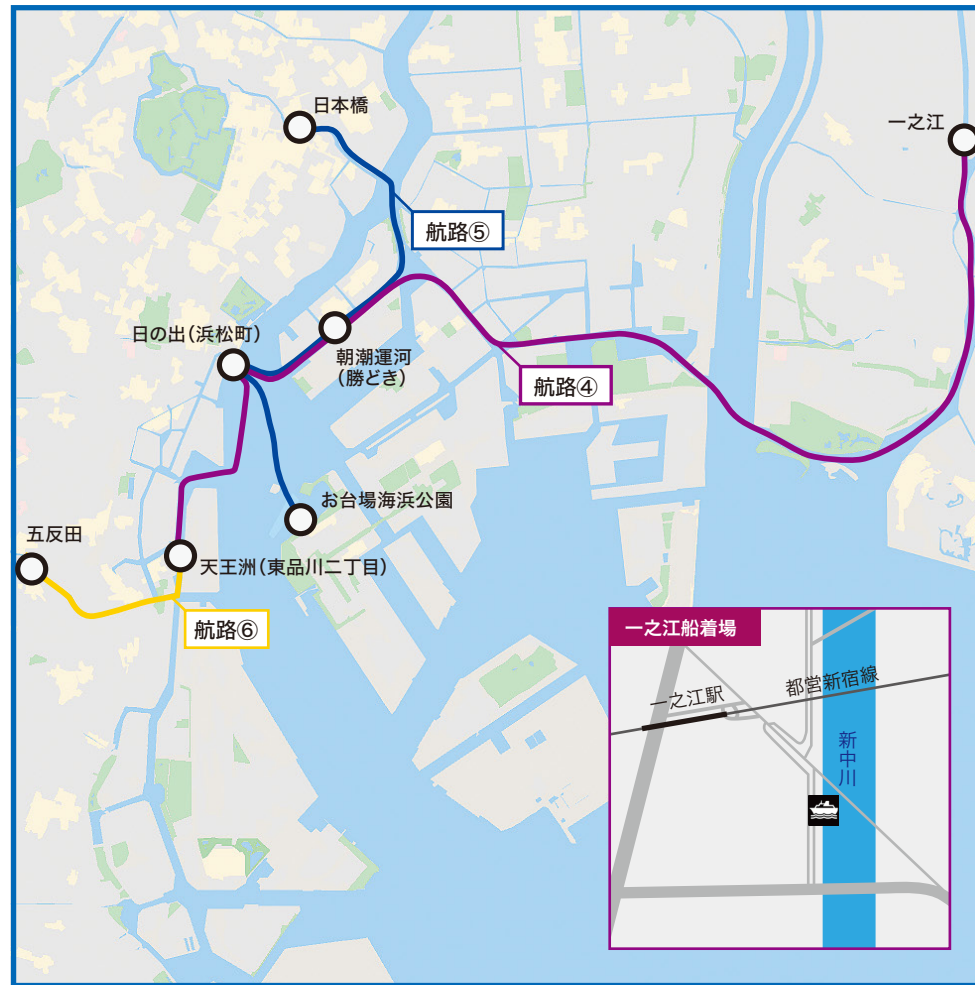 日本橋
一之江
航路⑤
日の出(浜松町)
朝潮運河
(勝どき)
航路④
お台場海浜公園
五反田
天王洲(東品川二丁目)
航路⑥
一之江船着場
一之江駅
都営新宿線
新中川